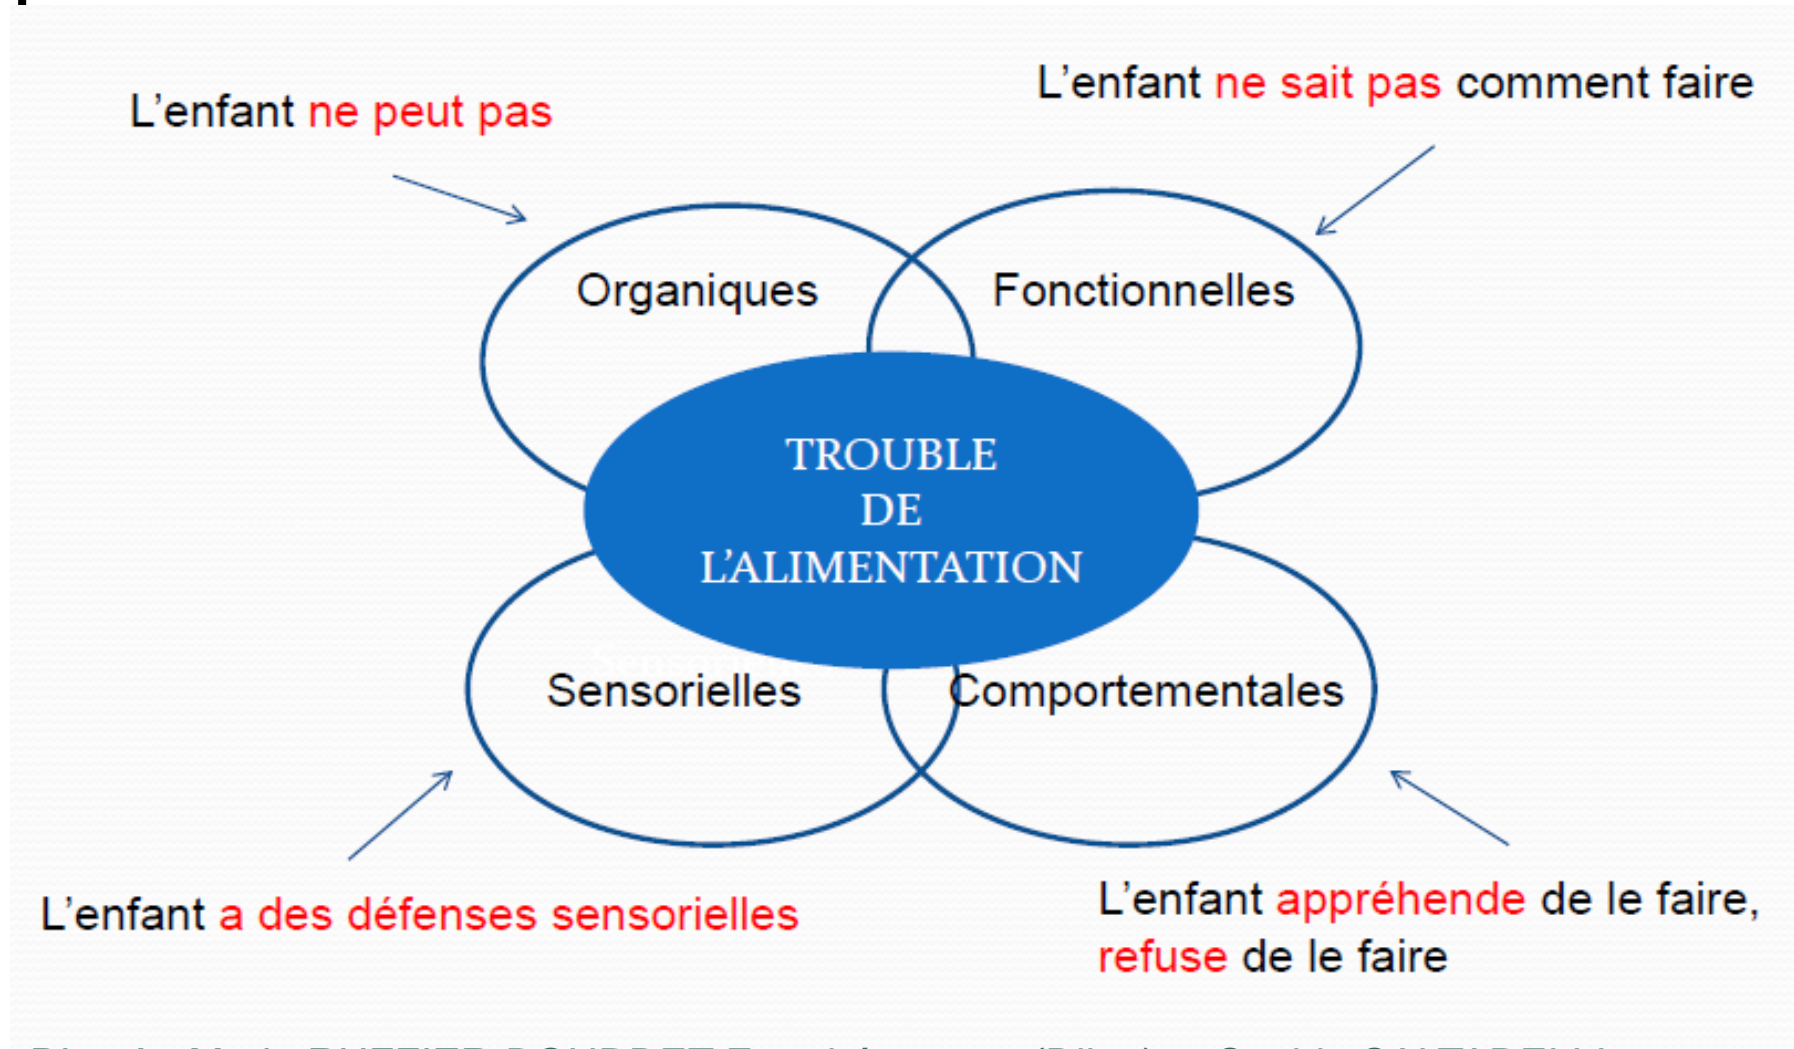 L'enfant ne peut pas
L'enfant ne sait pas comment faire
Organiques
Fonctionnelles
TROUBLE
DE
L'ALIMENTATION
Sensorielles
Comportementales
L'enfant a des défenses sensorielles
L'enfant appréhende de le faire,
refuse de le faire